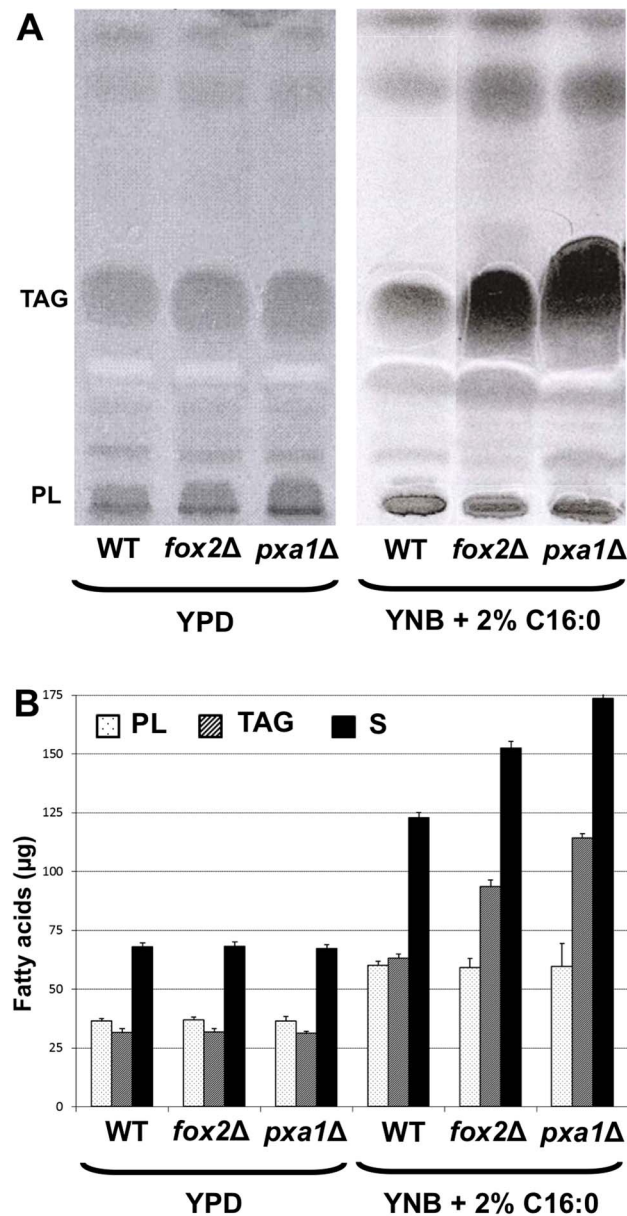 A
TAG
PL
WT fox2Δ pxa1Δ WT fox2Δ pxa1Δ
YPD YNB + 2% C16:0
B
PL TAG S
Fatty acids (µg)
175
150
125
100
75
50
25
0
WT fox2Δ pxa1Δ WT fox2Δ pxa1Δ
YPD YNB + 2% C16:0